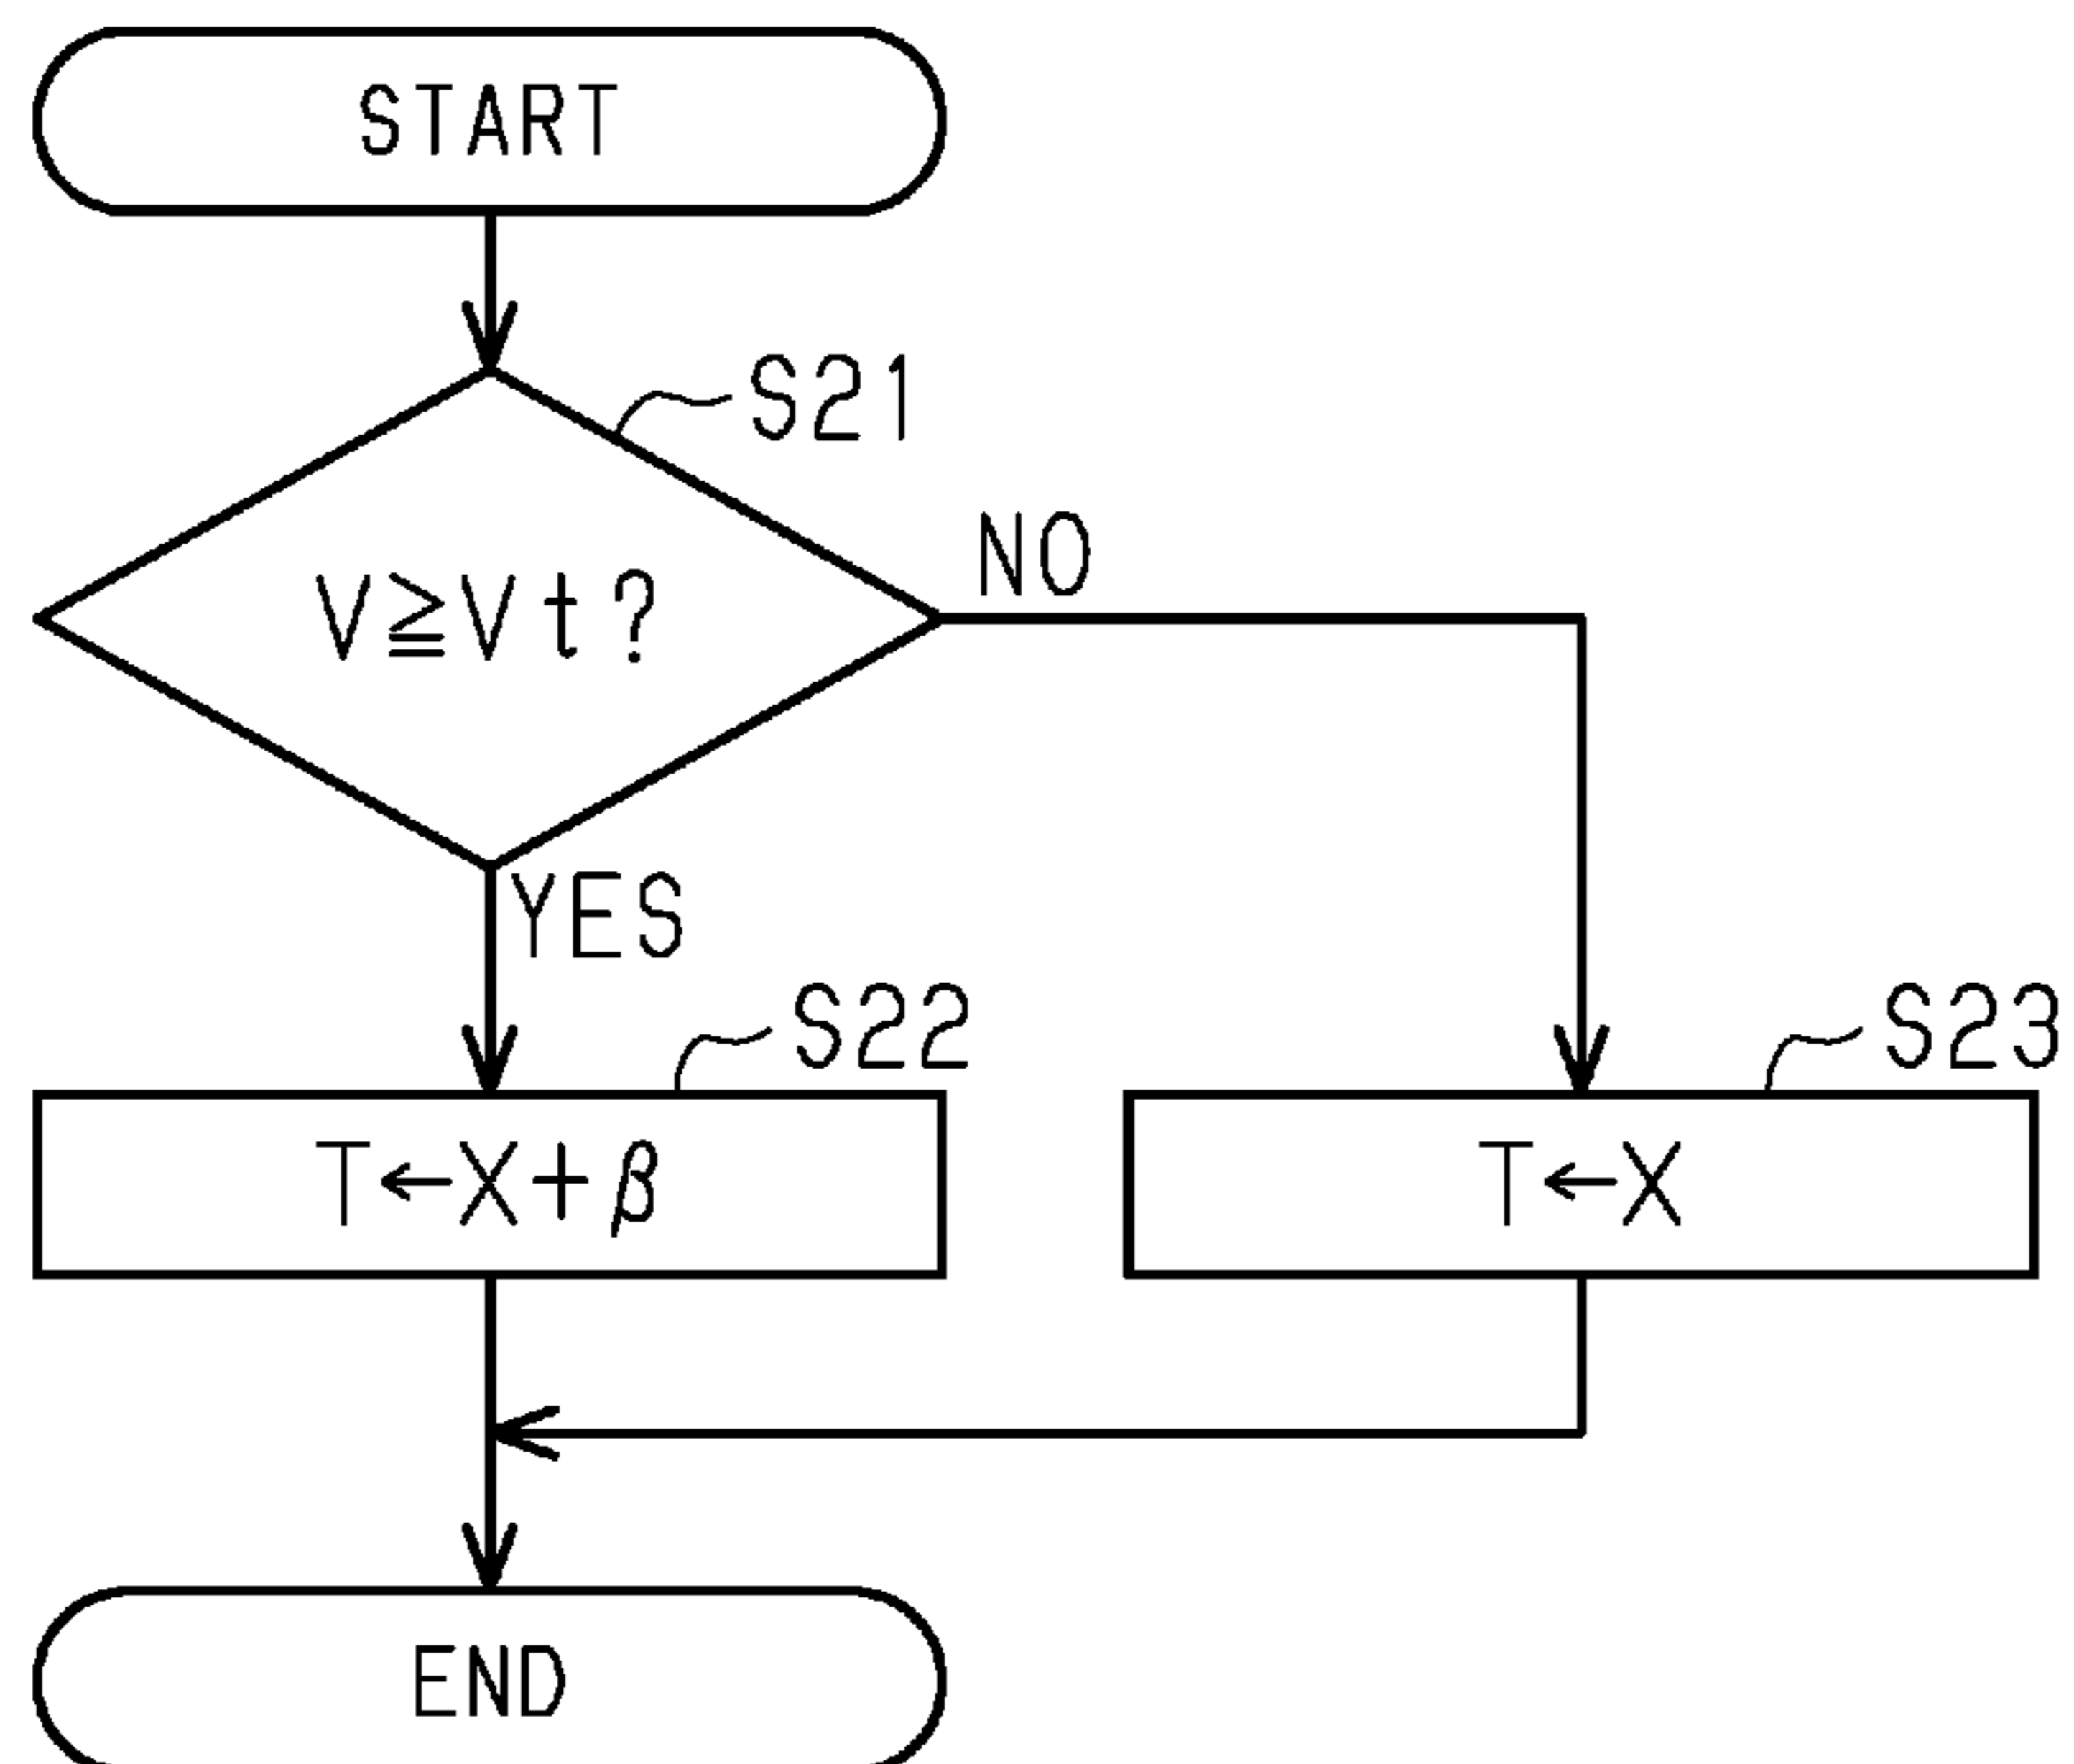 START
S21
NO
V≧Vt?
YES
S22
S23
T←X+β
T←X
END